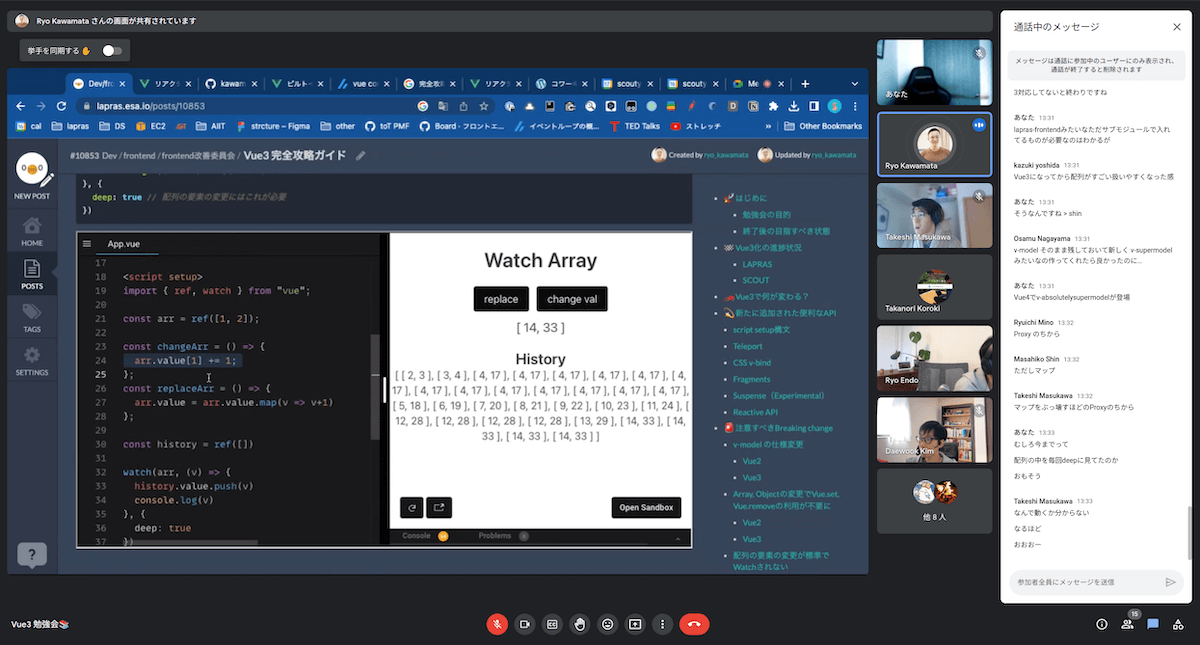 Ryo Kawamata さんの画面が共有されています
挙手を同期する✋
Dev/fro
リアクラ
kawam
ビルト-
vue co
完全攻
リアクラ
コワー
scouty
scouty
Me
lapras.esa.io/posts/10853
cal
lapras
DS
EC2
AIIT
strcture – Figma
other
toT PMF
Board · フロントエ...
イベントループの概...
TED Talks
ストレッチ
»
Other Bookmarks
NEW POST
HOME
POSTS
TAGS
SETTINGS
?
#10853 Dev / frontend / frontend改善委員会 / Vue3 完全攻略ガイド
Created by ryo_kawamata
Updated by ryo_kawamata
}, {
deep: true // 配列の要素の変更にはこれが必要
})
App.vue
17
18 <script setup>
19 import { ref, watch } from "vue";
20
21 const arr = ref([1, 2]);
22
23 const changeArr = () => {
24 arr.value[1] += 1;
25 };
26 const replaceArr = () => {
27 arr.value = arr.value.map(v => v+1)
28 };
29
30 const history = ref([])
31
32 watch(arr, (v) => {
33 history.value.push(v)
34 console.log(v)
35 }, {
36 deep: true
37 })
Watch Array
replace
change val
[ 14, 33 ]
History
[ [ 2, 3 ], [ 3, 4 ], [ 4, 17 ], [ 4, 17 ], [ 4, 17 ], [ 4, 17 ], [ 4, 17 ], [ 4,
17 ], [ 4, 17 ], [ 4, 17 ], [ 4, 17 ], [ 4, 17 ], [ 4, 17 ], [ 4, 17 ], [ 4, 17 ],
[ 5, 18 ], [ 6, 19 ], [ 7, 20 ], [ 8, 21 ], [ 9, 22 ], [ 10, 23 ], [ 11, 24 ], [
12, 28 ], [ 12, 28 ], [ 12, 28 ], [ 12, 28 ], [ 13, 29 ], [ 14, 33 ], [ 14,
33 ], [ 14, 33 ], [ 14, 33 ] ]
Open Sandbox
Console
Problems
はじめに
勉強会の目的
終了後の目指すべき状態
Vue3化の進捗状況
LAPRAS
SCOUT
Vue3で何が変わる？
新たに追加された便利なAPI
script setup構文
Teleport
CSS v-bind
Fragments
Suspense（Experimental）
Reactive API
注意すべきBreaking change
v-model の仕様変更
Vue2
Vue3
Array, Objectの変更でVue.set,
Vue.removeの利用が不要に
Vue2
Vue3
配列の要素の変更が標準で
Watchされない
あなた
Ryo Kawamata
Takeshi Masukawa
Takanori Koroki
Ryo Endo
Daewook Kim
他 8 人
通話中のメッセージ
メッセージは通話に参加中のユーザーにのみ表示され、
通話が終了すると削除されます
3対応してないと終わりですね
あなた 13:31
lapras-frontendみたいなただサブモジュールで入れ
てるものが必要なのはわかるが
kazuki yoshida 13:31
Vue3になってから配列がすごい扱いやすくなった感
あなた 13:31
そうなんですね > shin
Osamu Nagayama 13:31
v-model そのまま残しておいて新しく v-supermodel
みたいなの作ってくれたら良かったのに...
あなた 13:31
Vue4でv-absolutelysupermodelが登場
Ryuichi Mino 13:32
Proxy のちから
Masahiko Shin 13:32
ただしマップ
Takeshi Masukawa 13:32
マップをぶっ壊すほどのProxyのちから
あなた 13:33
むしろ今までって
配列の中を毎回deepに見てたのか
おもそう
Takeshi Masukawa 13:33
なんで動くか分からない
なるほど
おおおー
参加者全員にメッセージを送信
Vue3 勉強会📚
15